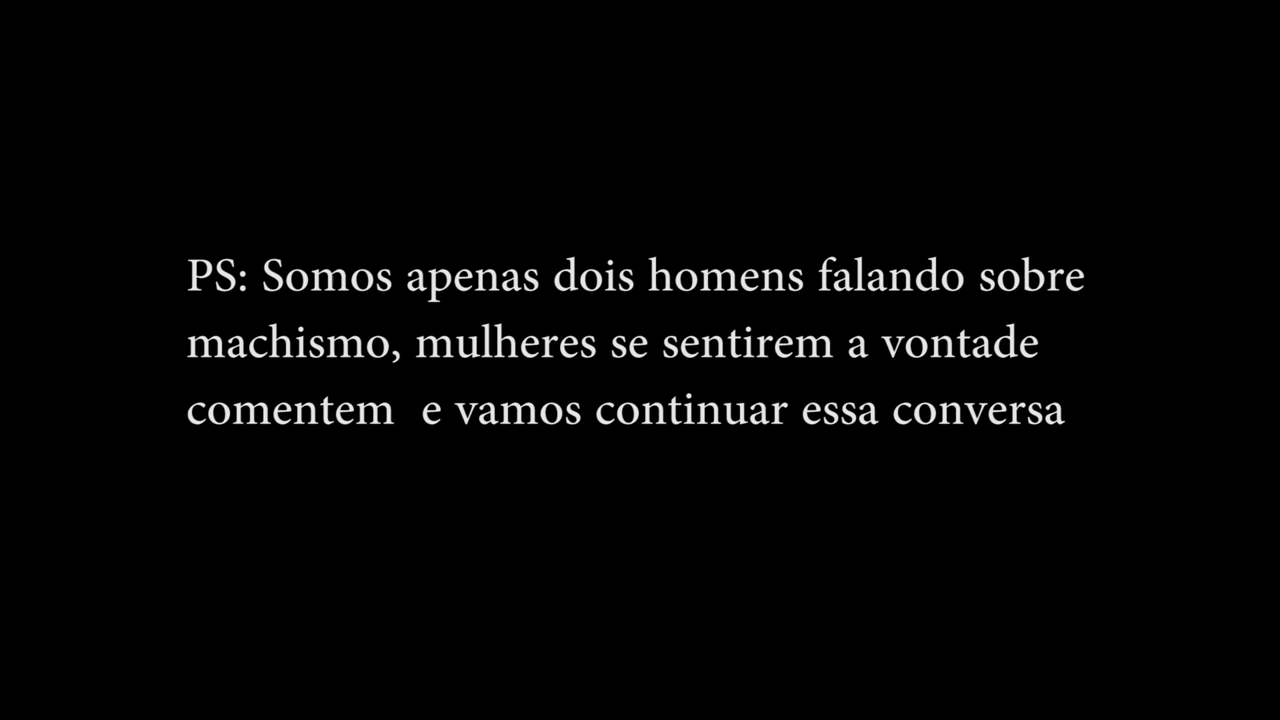 PS: Somos apenas dois homens falando sobre
machismo, mulheres se sentirem a vontade
comentem  e vamos continuar essa conversa